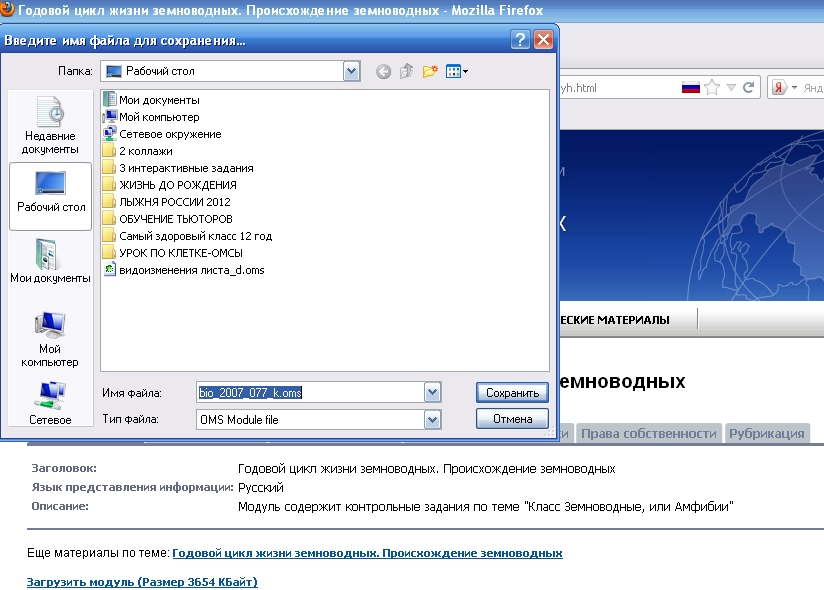 Годовой цикл жизни земноводных. Происхождение земноводных - Mozilla Firefox
Введите имя файла для сохранения...
Папка:
Рабочий стол
yh.html
Я
Янд
Недавние
документы
Рабочий стол
Мои документы
Мой
компьютер
Сетевое
Мои документы
Мой компьютер
Сетевое окружение
2 коллажи
3 интерактивные задания
ЖИЗНЬ ДО РОЖДЕНИЯ
ЛЫЖНЯ РОССИИ 2012
ОБУЧЕНИЕ ТЬЮТОРОВ
Самый здоровый класс 12 год
УРОК ПО КЛЕТКЕ-ОМСЫ
видоизменения листа_d.oms
Имя файла:
bio_2007_077_k.oms
Сохранить
Тип файла:
OMS Module file
Отмена
ЕСКИЕ МАТЕРИАЛЫ
емноводных
и
Права собственности
Рубрикация
Заголовок: Годовой цикл жизни земноводных. Происхождение земноводных
Язык представления информации: Русский
Описание: Модуль содержит контрольные задания по теме "Класс Земноводные, или Амфибии"
Еще материалы по теме: Годовой цикл жизни земноводных. Происхождение земноводных
Загрузить модуль (Размер 3654 КБайт)